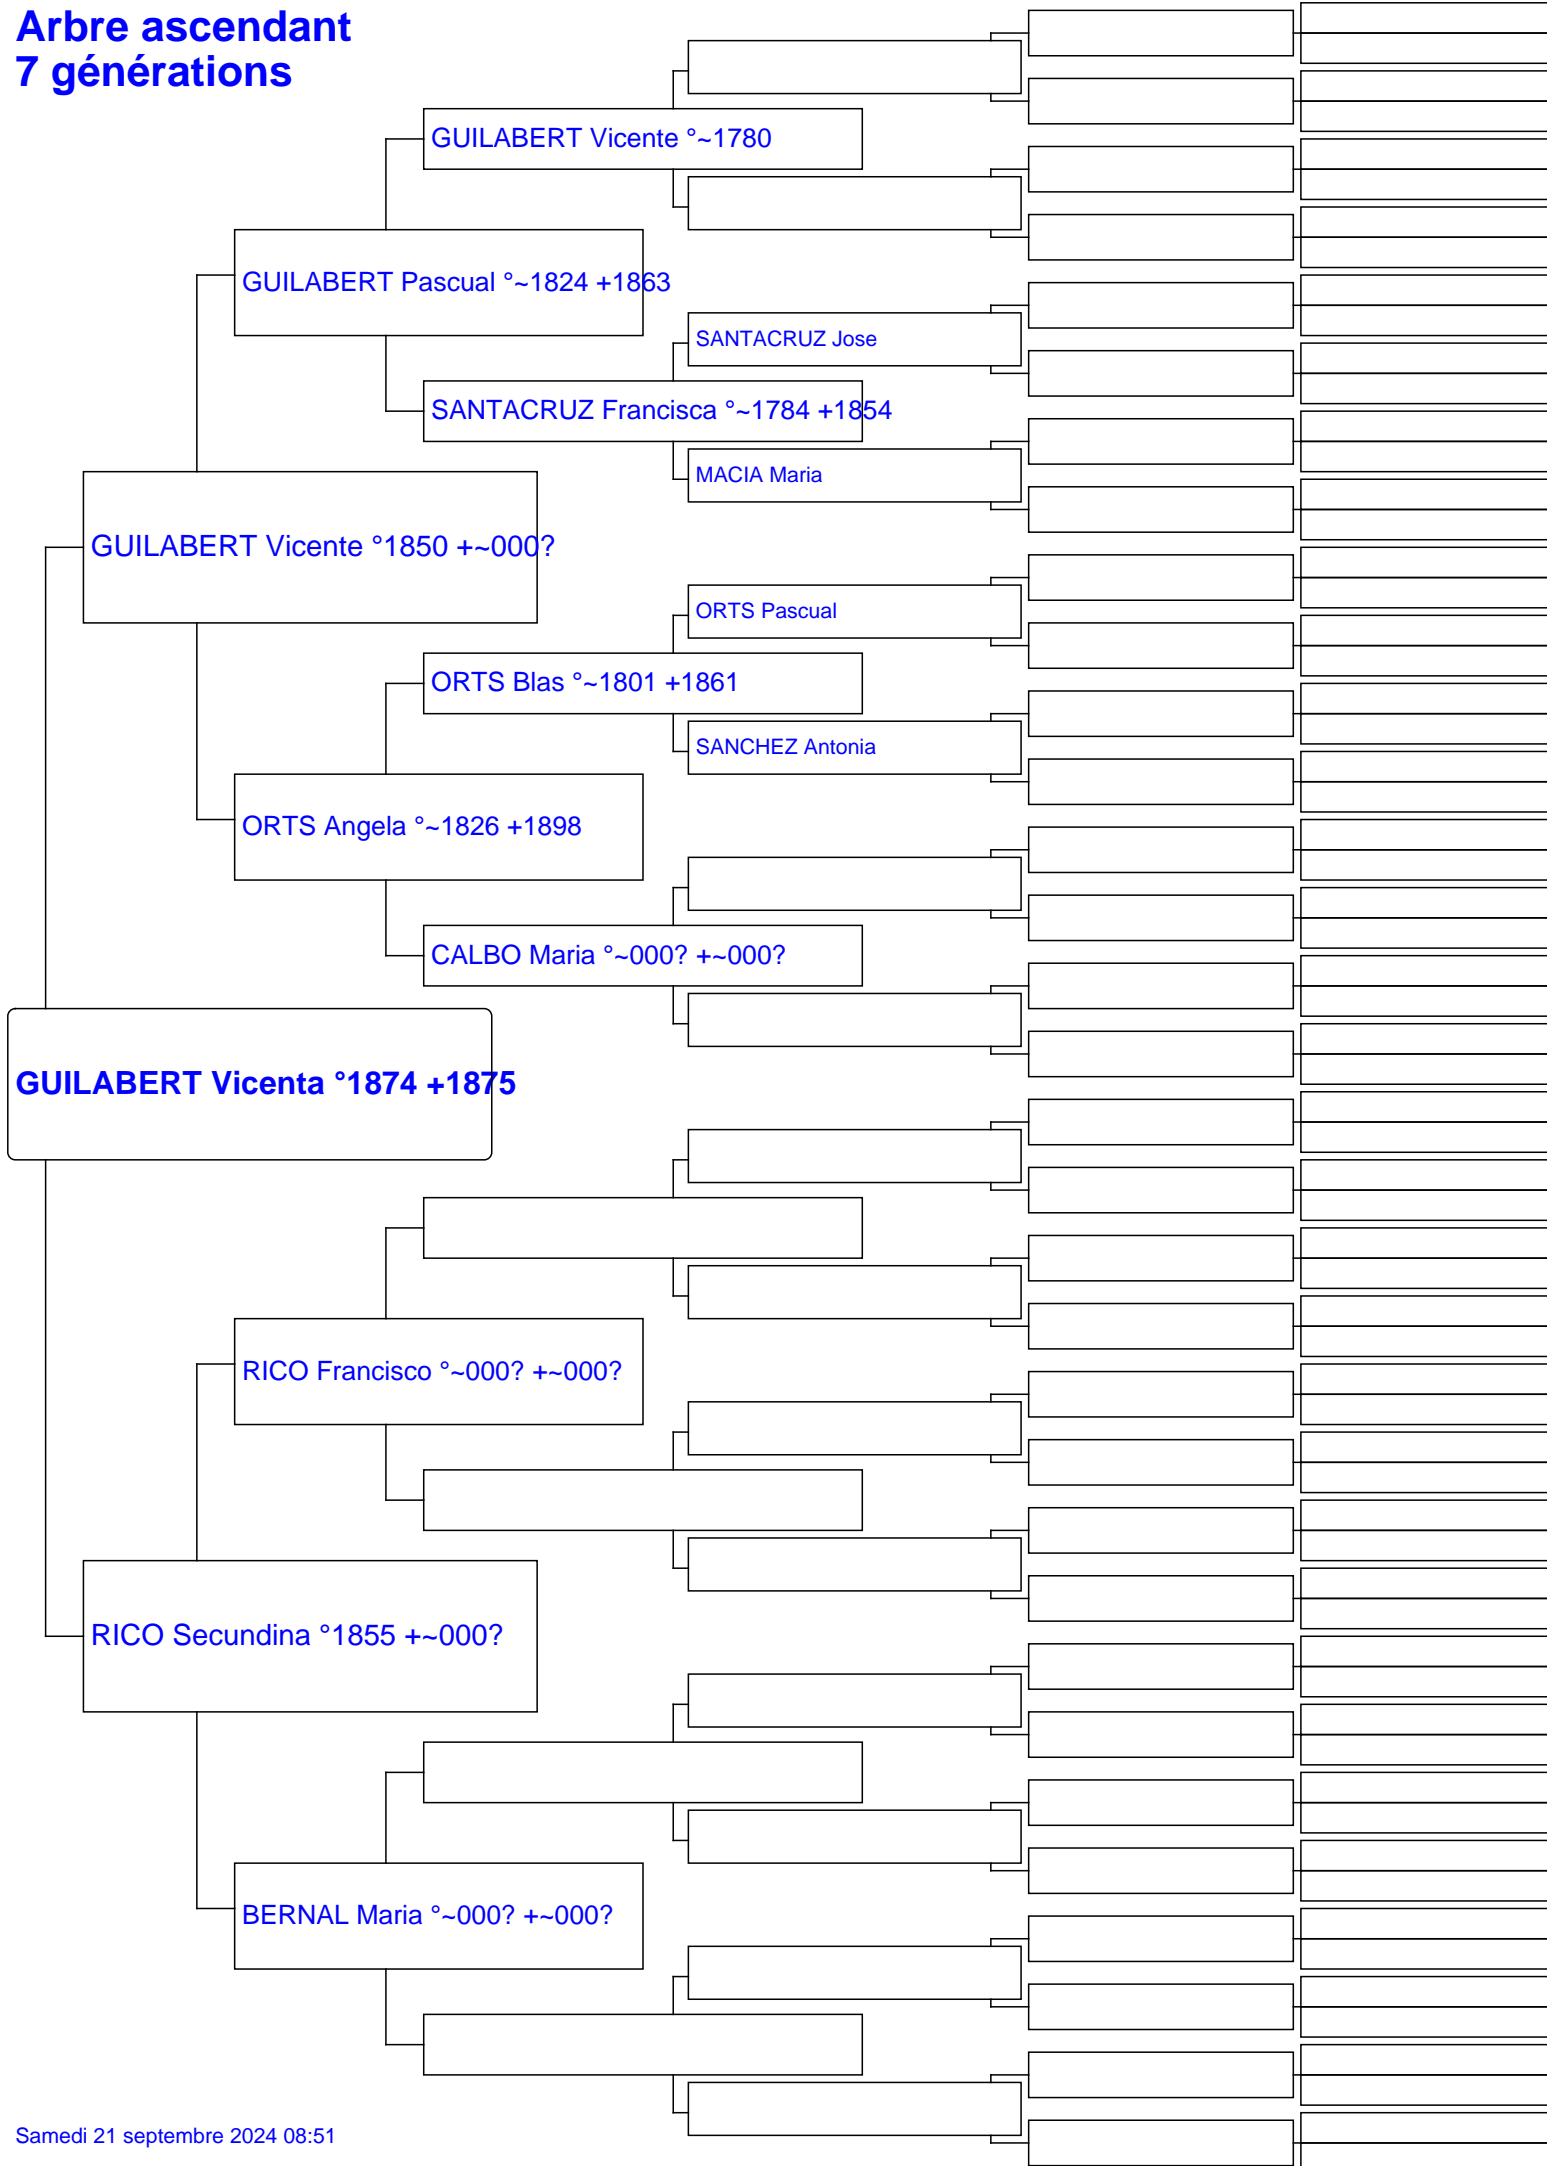 Arbre ascendant
7 générations
GUILABERT Vicente °~1780
GUILABERT Pascual °~1824 +1863
SANTACRUZ Jose
SANTACRUZ Francisca °~1784 +1854
MACIA Maria
GUILABERT Vicente °1850 +~000?
ORTS Pascual
ORTS Blas °~1801 +1861
SANCHEZ Antonia
ORTS Angela °~1826 +1898
CALBO Maria °~000? +~000?
GUILABERT Vicenta °1874 +1875
RICO Francisco °~000? +~000?
RICO Secundina °1855 +~000?
BERNAL Maria °~000? +~000?
Samedi 21 septembre 2024 08:51